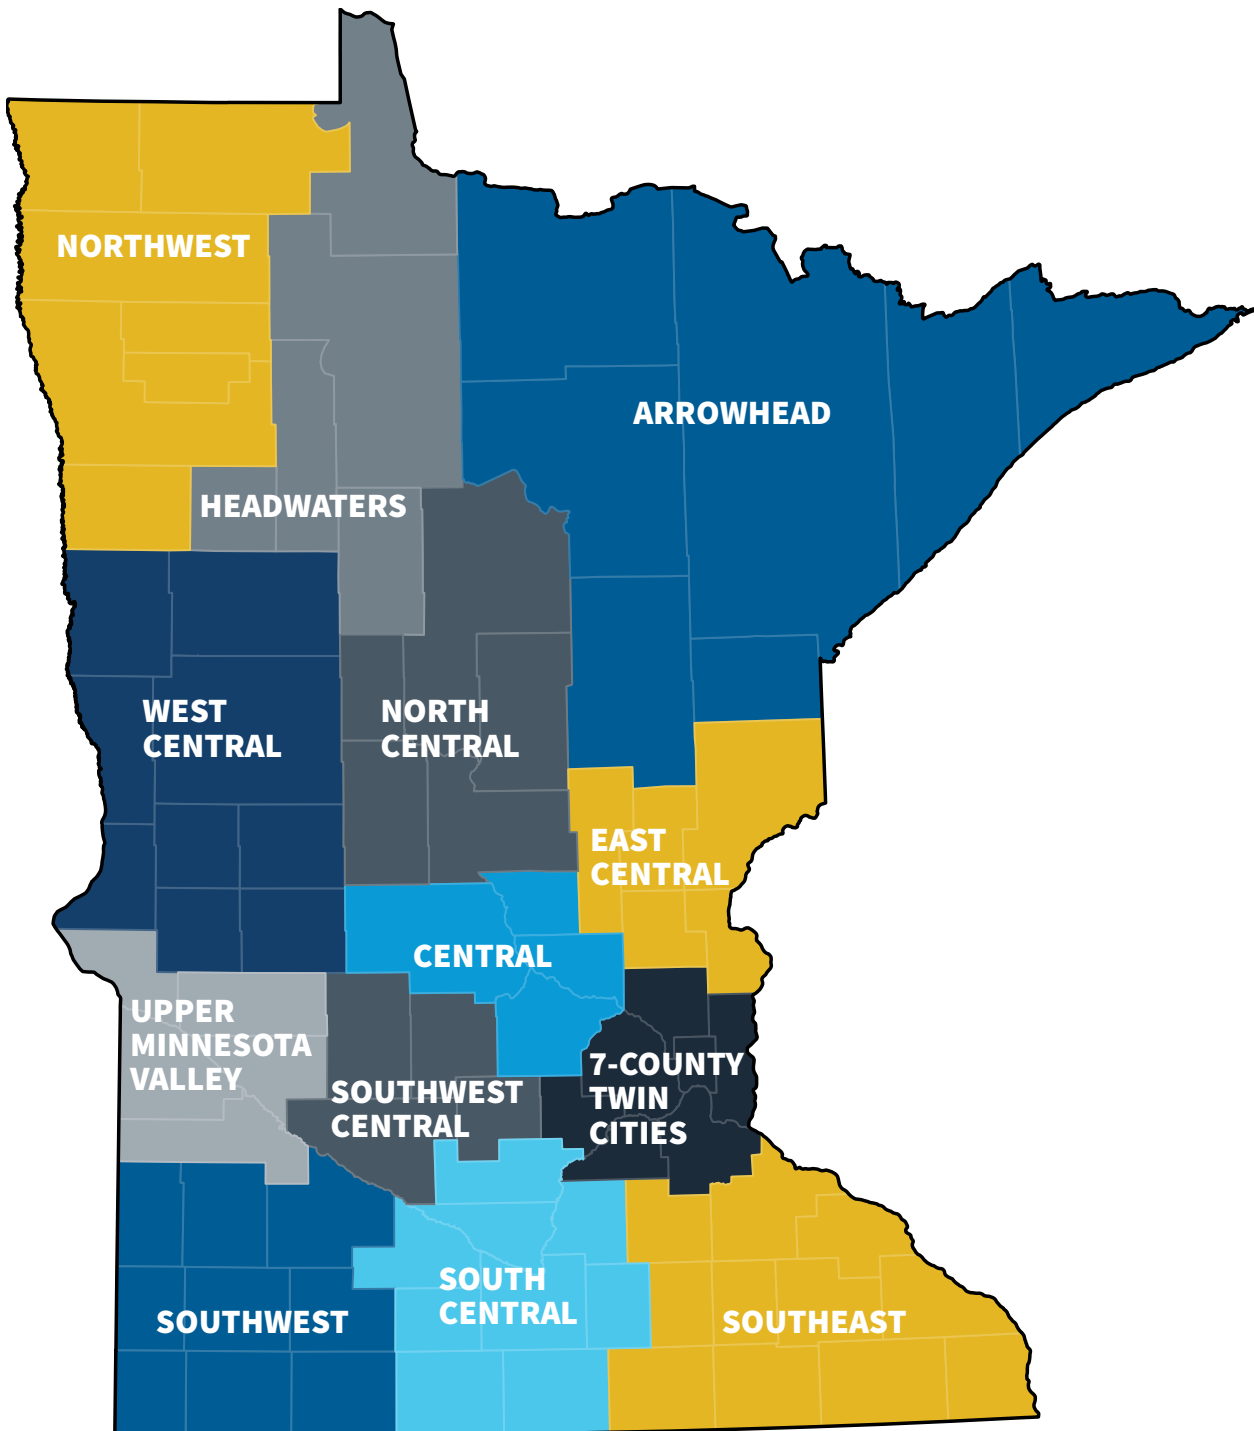 NORTHWEST
ARROWHEAD
HEADWATERS
WEST
CENTRAL
NORTH
CENTRAL
EAST
CENTRAL
CENTRAL
UPPER
MINNESOTA
VALLEY
SOUTHWEST
CENTRAL
7-COUNTY
TWIN
CITIES
SOUTHWEST
SOUTH
CENTRAL
SOUTHEAST